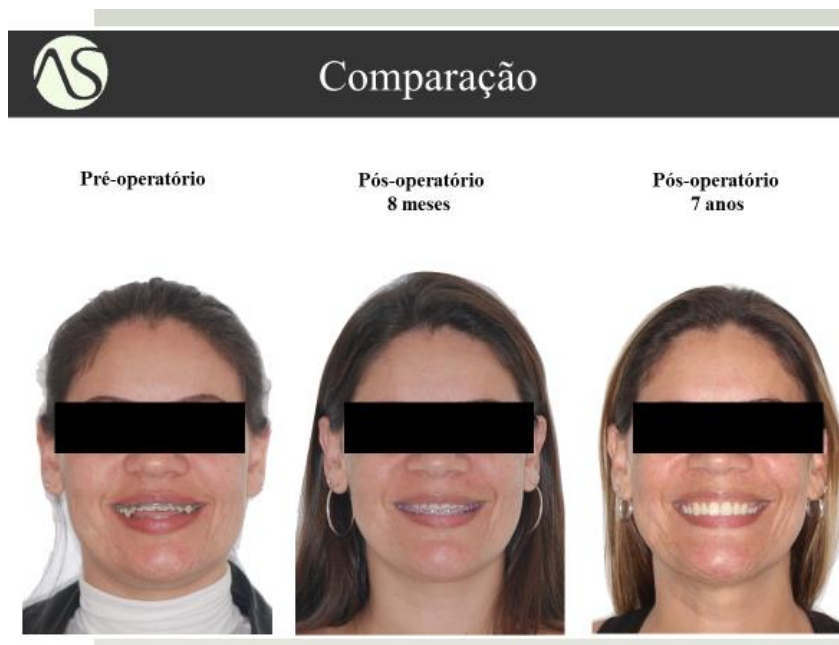 AS
Comparação
Pré-operatório
Pós-operatório
8 meses
Pós-operatório
7 anos